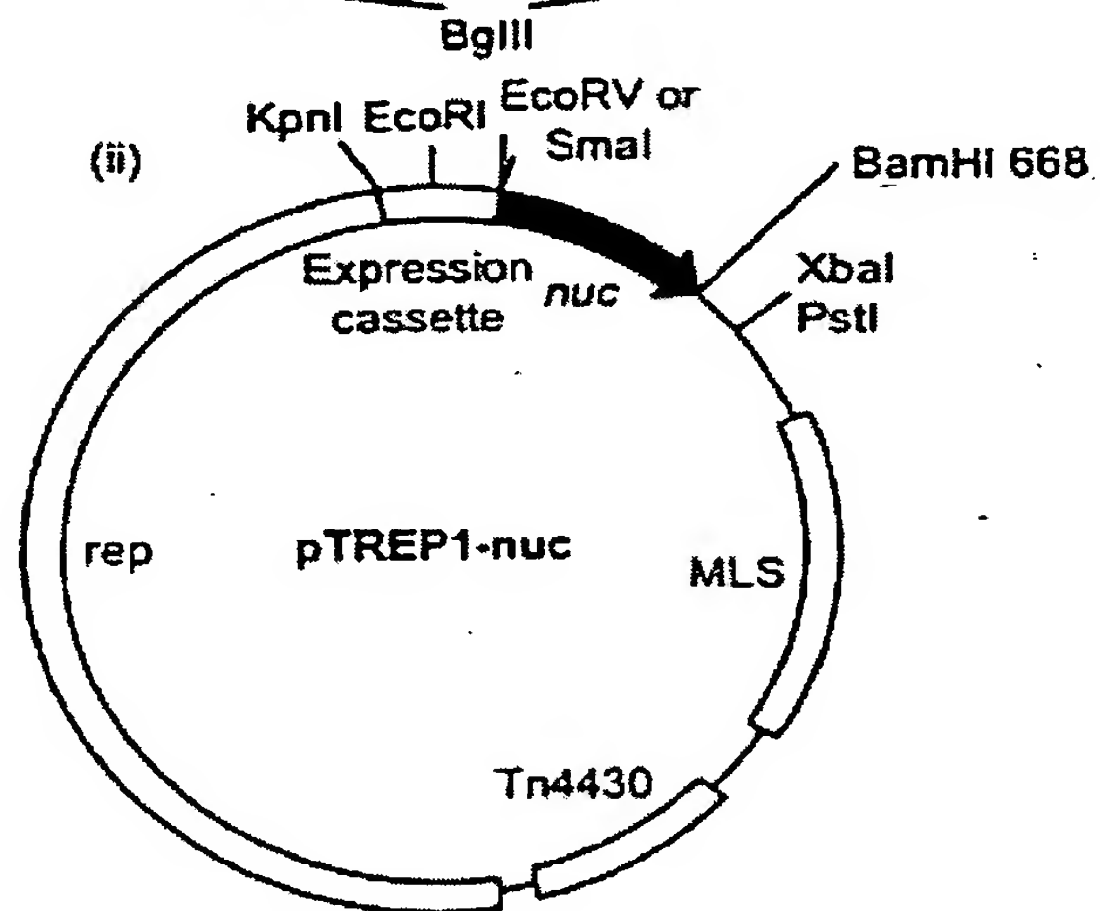 BglII
(ii)
KpnI EcoRI EcoRV or
SmaI
BamHI 668
Expression
cassette
nuc
XbaI
PstI
rep
pTREP1-nuc
MLS
Tn4430